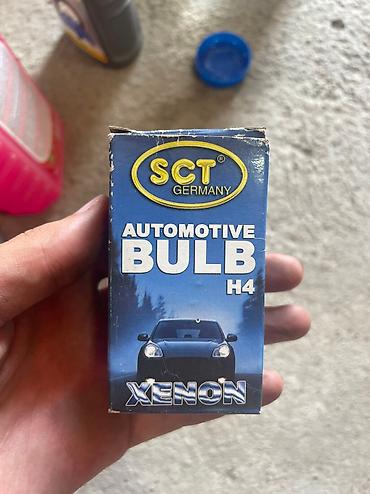 SCT®
GERMANY
AUTOMOTIVE
BULB
H4
XENON